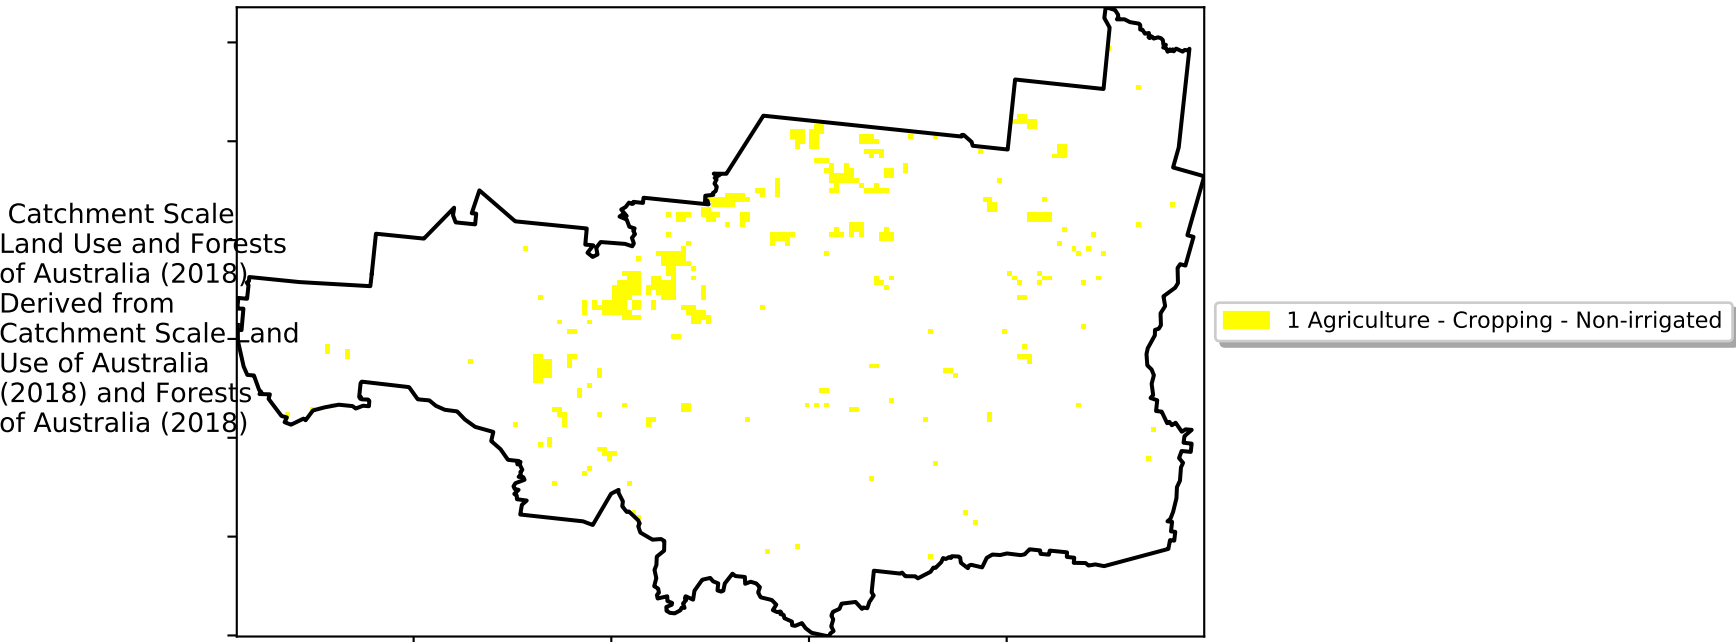 Catchment Scale
Land Use and Forests
of Australia (2018)
Derived from
Catchment Scale Land
Use of Australia
(2018) and Forests
of Australia (2018)
1 Agriculture - Cropping - Non-irrigated